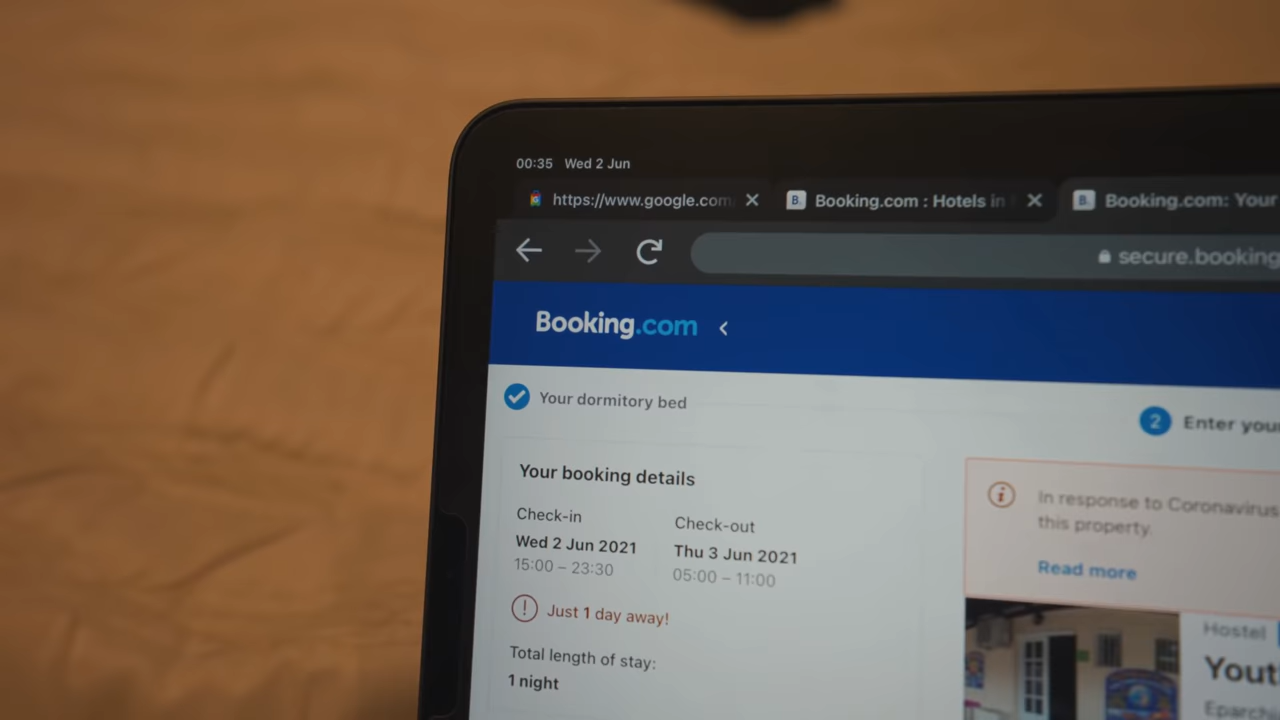 00:35 Wed 2 Jun
https://www.google.com
Booking.com : Hotels in
Booking.com: Your
secure.booking
Booking.com
Your dormitory bed
2 Enter your
Your booking details
Check-in
Check-out
Wed 2 Jun 2021
Thu 3 Jun 2021
15:00 – 23:30
05:00 – 11:00
Just 1 day away!
Total length of stay:
1 night
In response to Coronavirus
this property.
Read more
Hostel